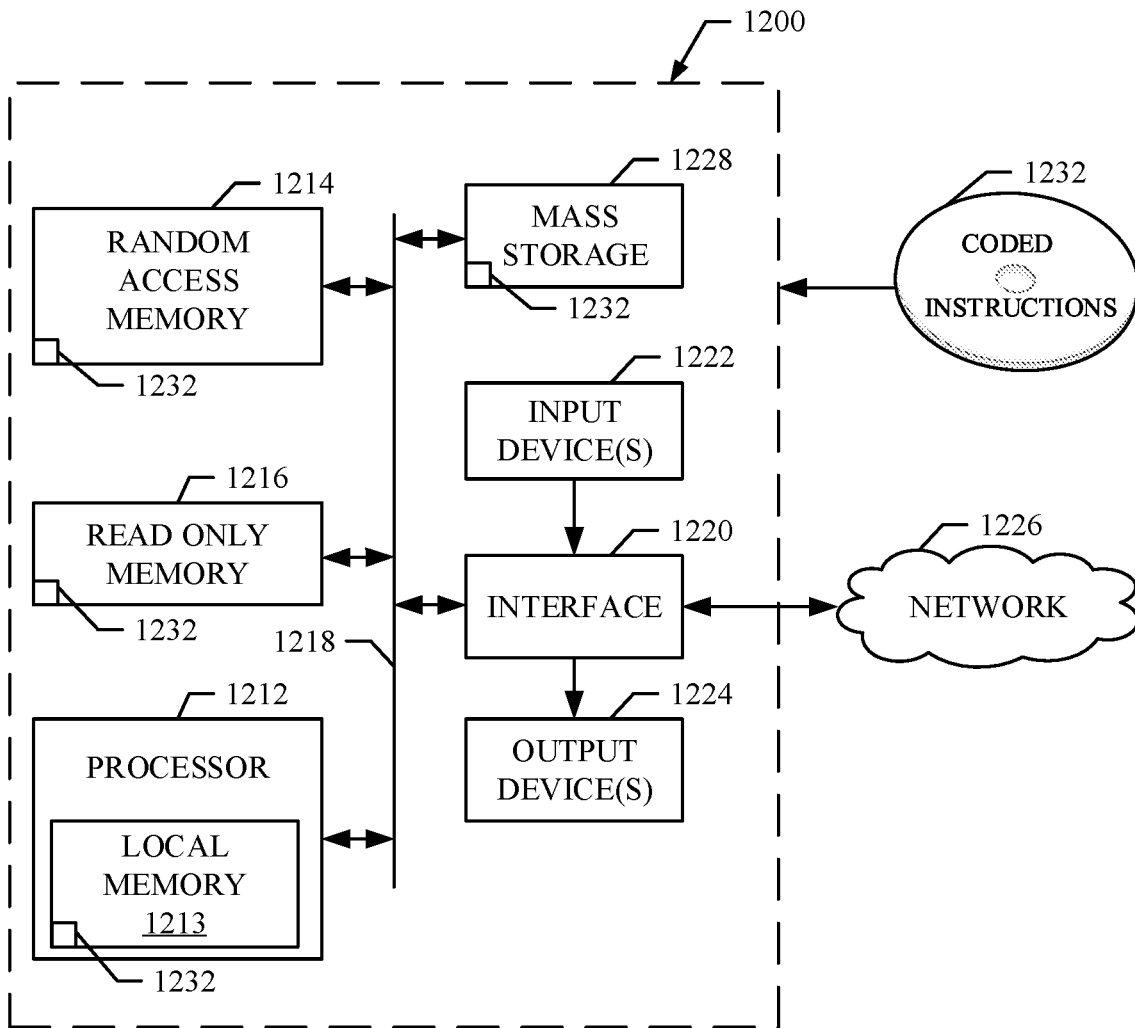 1200
1214
RANDOM
ACCESS
MEMORY
1232
1228
MASS
STORAGE
1232
1232
CODED
INSTRUCTIONS
1222
INPUT
DEVICE(S)
1216
READ ONLY
MEMORY
1232
1220
INTERFACE
1226
NETWORK
1218
1212
PROCESSOR
LOCAL
MEMORY
1213
1232
1224
OUTPUT
DEVICE(S)